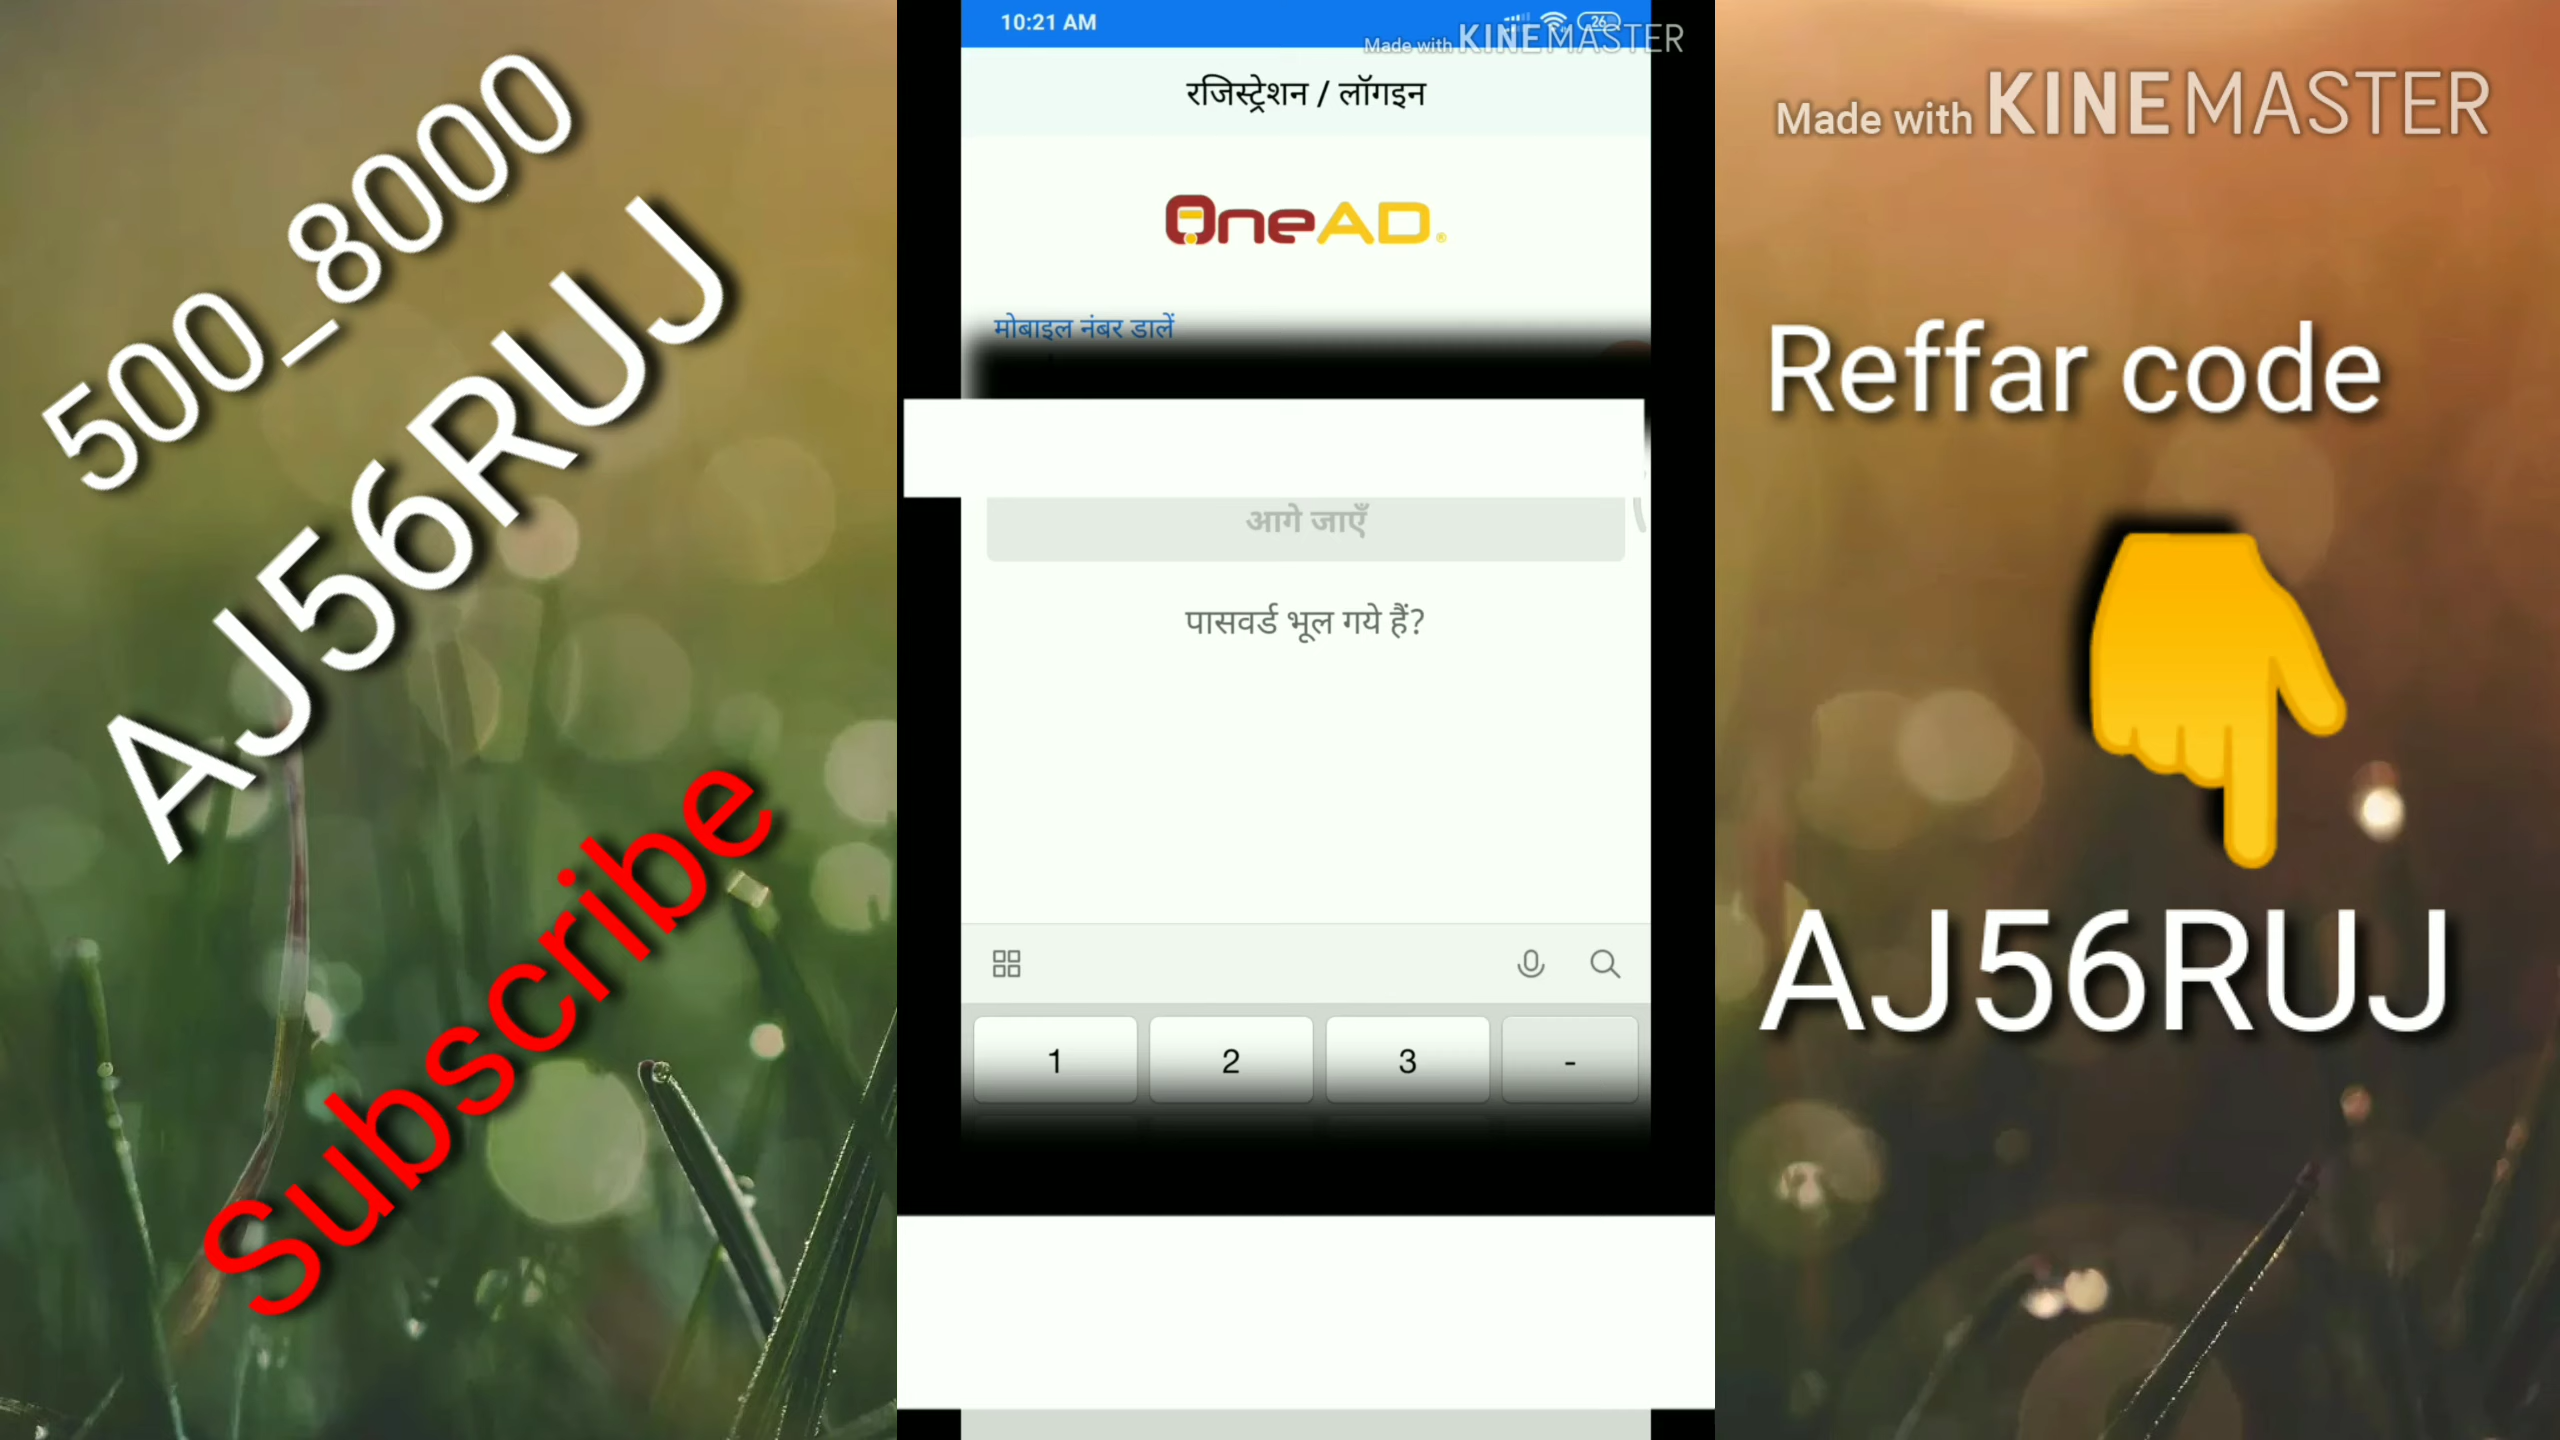 500_8000
AJ56RUJ
Subscribe
10:21 AM
26
Made with KINEMASTER
रजिस्ट्रेशन / लॉगइन
OneAD
मोबाइल नंबर डालें
आगे जाएँ
पासवर्ड भूल गये हैं?
1 2 3 -
Made with KINEMASTER
Reffar code
AJ56RUJ